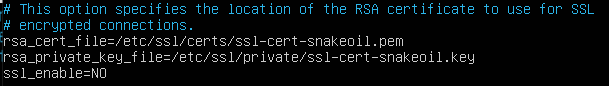 # This option specifies the location of the RSA certificate to use for SSL
# encrypted connections.
rsa_cert_file=/etc/ssl/certs/ssl-cert-snakeoil.pem
rsa_private_key_file=/etc/ssl/private/ssl-cert-snakeoil.key
ssl_enable=NO